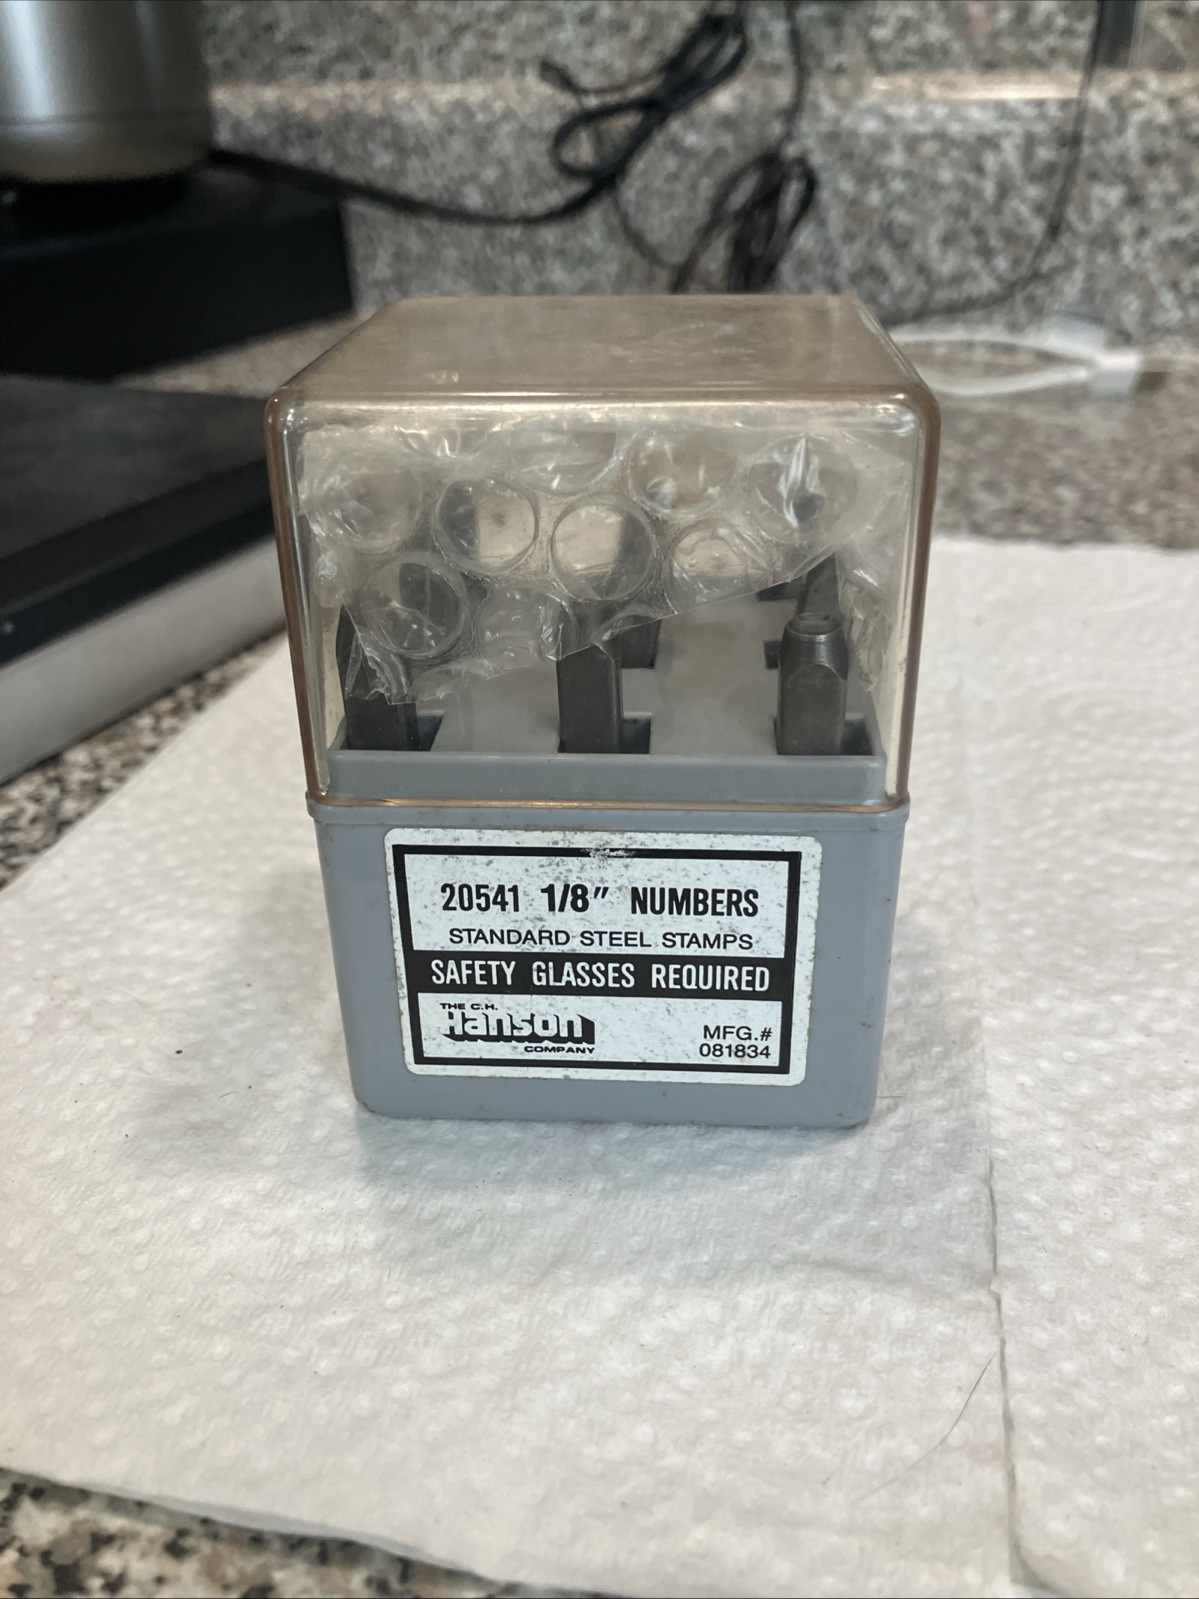 20541 1/8" NUMBERS
STANDARD STEEL STAMPS
SAFETY GLASSES REQUIRED
THE C.H.
Hanson
COMPANY
MFG.#
081834